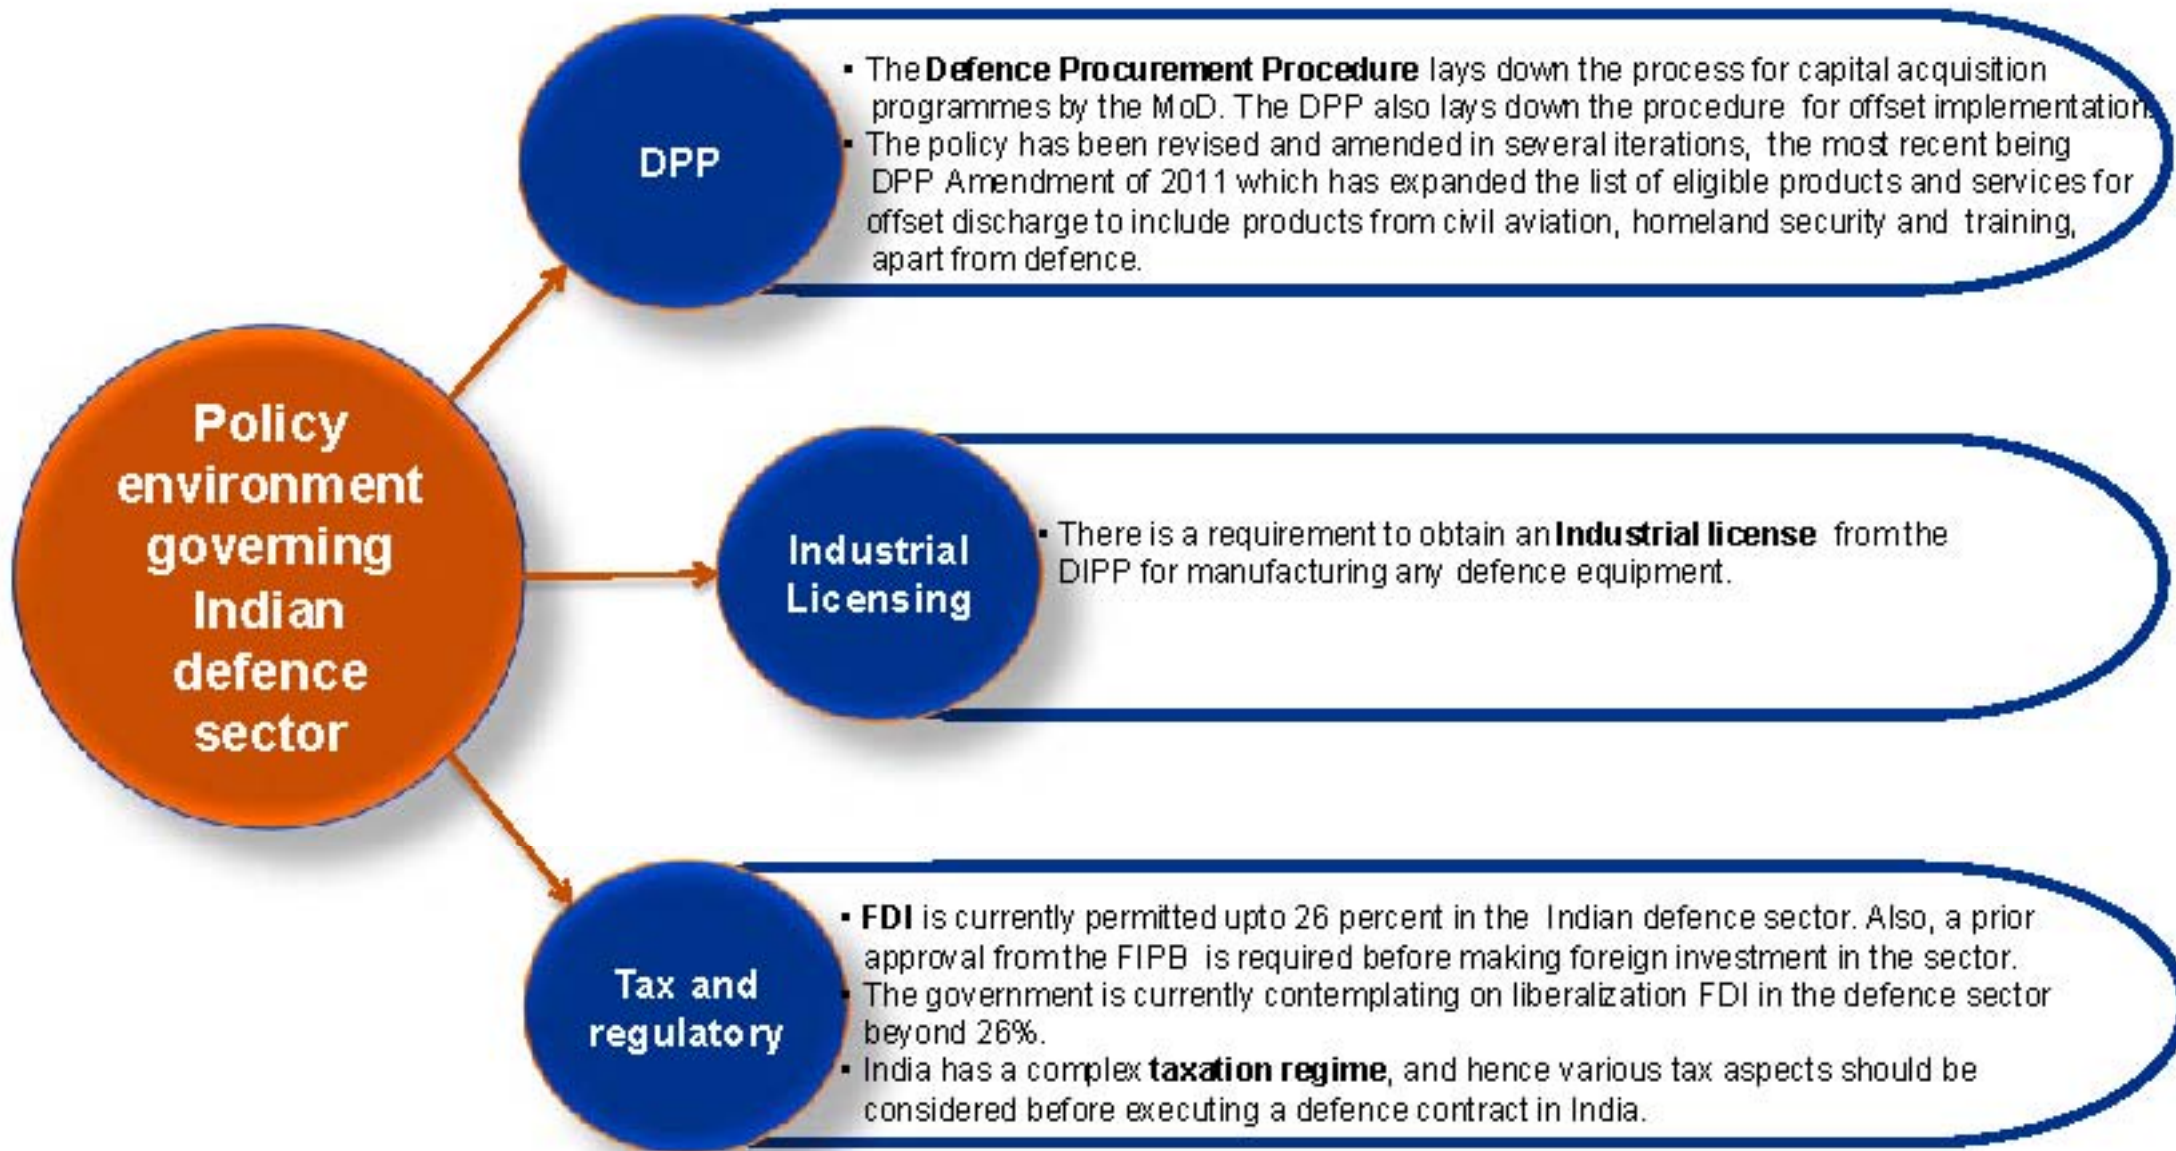 Policy
environment
governing
Indian
defence
sector
DPP
▪ The Defence Procurement Procedure lays down the process for capital acquisition
programmes by the MoD. The DPP also lays down the procedure for offset implementation.
▪ The policy has been revised and amended in several iterations, the most recent being
DPP Amendment of 2011 which has expanded the list of eligible products and services for
offset discharge to include products from civil aviation, homeland security and training,
apart from defence.
Industrial
Licensing
▪ There is a requirement to obtain an Industrial license from the
DIPP for manufacturing any defence equipment.
Tax and
regulatory
▪ FDI is currently permitted upto 26 percent in the Indian defence sector. Also, a prior
approval from the FIPB is required before making foreign investment in the sector.
▪ The government is currently contemplating on liberalization FDI in the defence sector
beyond 26%.
▪ India has a complex taxation regime, and hence various tax aspects should be
considered before executing a defence contract in India.